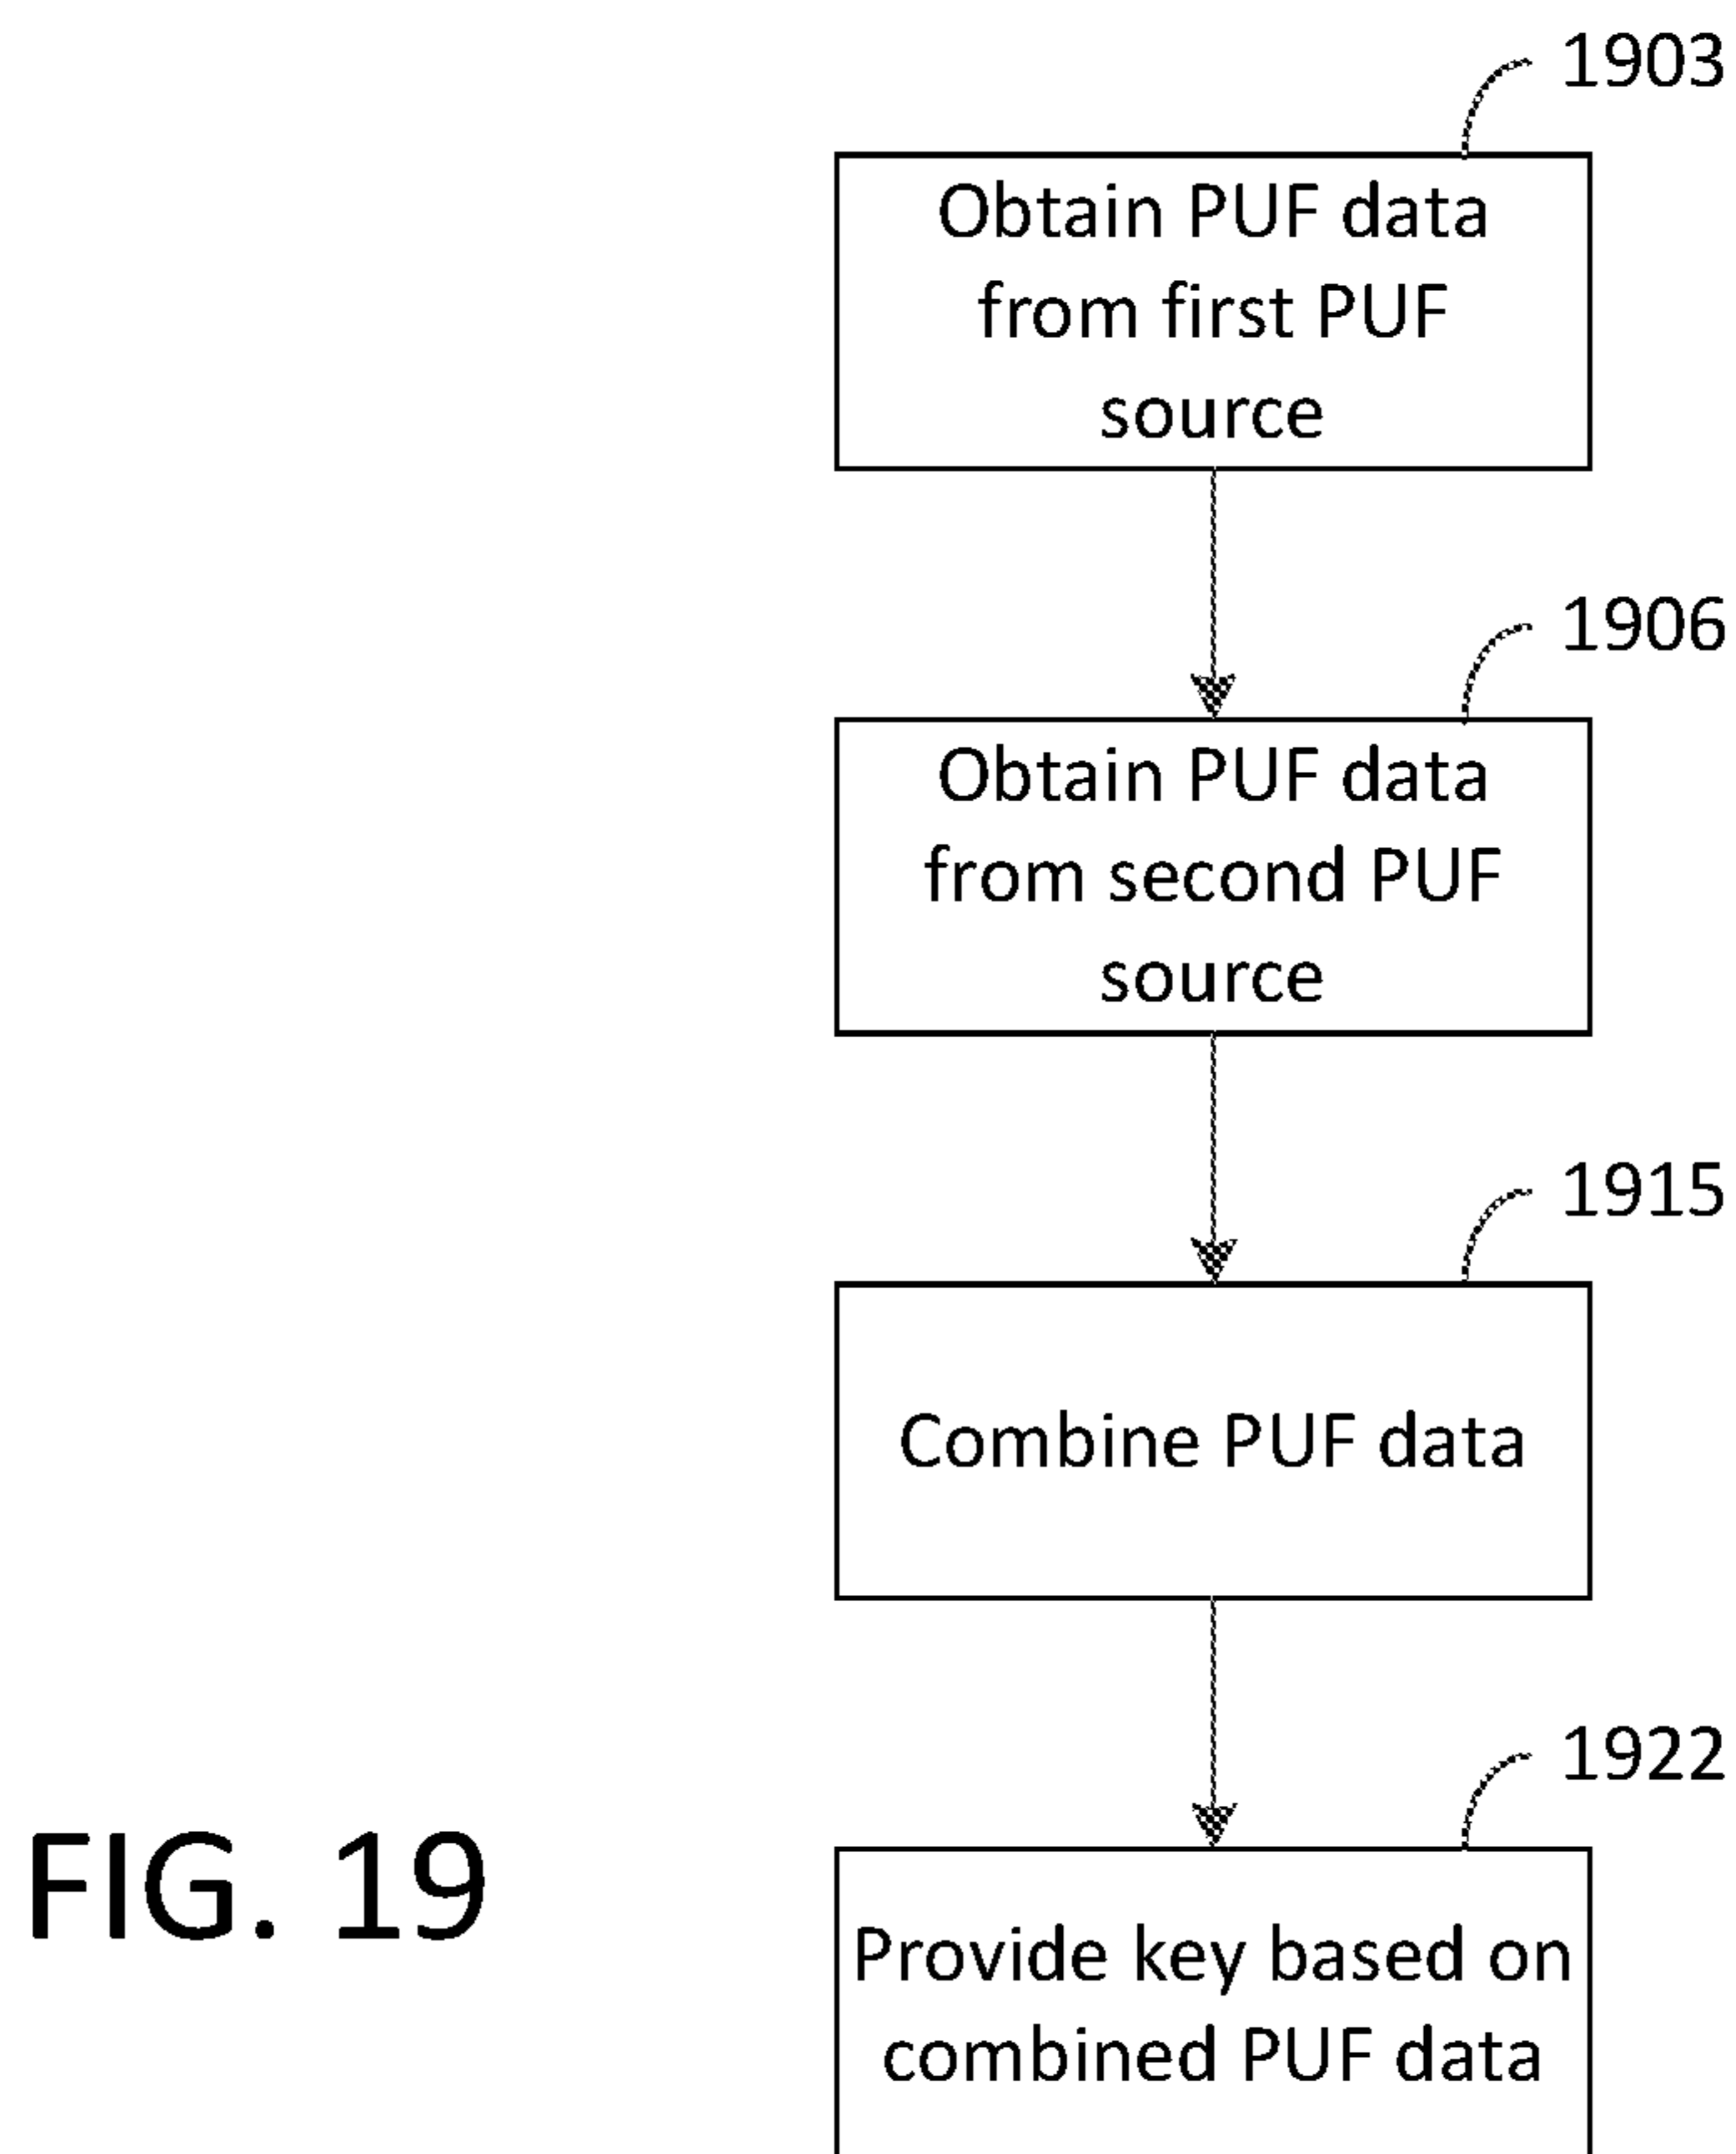 1903
Obtain PUF data
from first PUF
source
1906
Obtain PUF data
from second PUF
source
1915
Combine PUF data
1922
Provide key based on
combined PUF data
FIG. 19